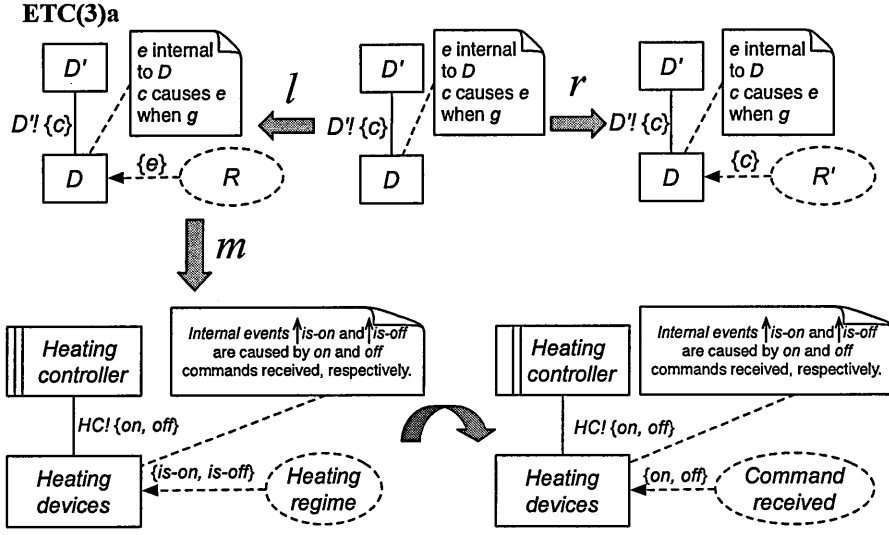 ETC(3)a
D'
e internal
to D
c causes e
when g
D'! {c}
D
{e}
R
l
D'
e internal
to D
c causes e
when g
D'! {c}
D
r
D'
e internal
to D
c causes e
when g
D'! {c}
D
{c}
R'
m
Heating
controller
Internal events ↑is-on and ↑is-off
are caused by on and off
commands received, respectively.
HC! {on, off}
Heating
devices
{is-on, is-off}
Heating
regime
Heating
controller
Internal events ↑is-on and ↑is-off
are caused by on and off
commands received, respectively.
HC! {on, off}
Heating
devices
{on, off}
Command
received